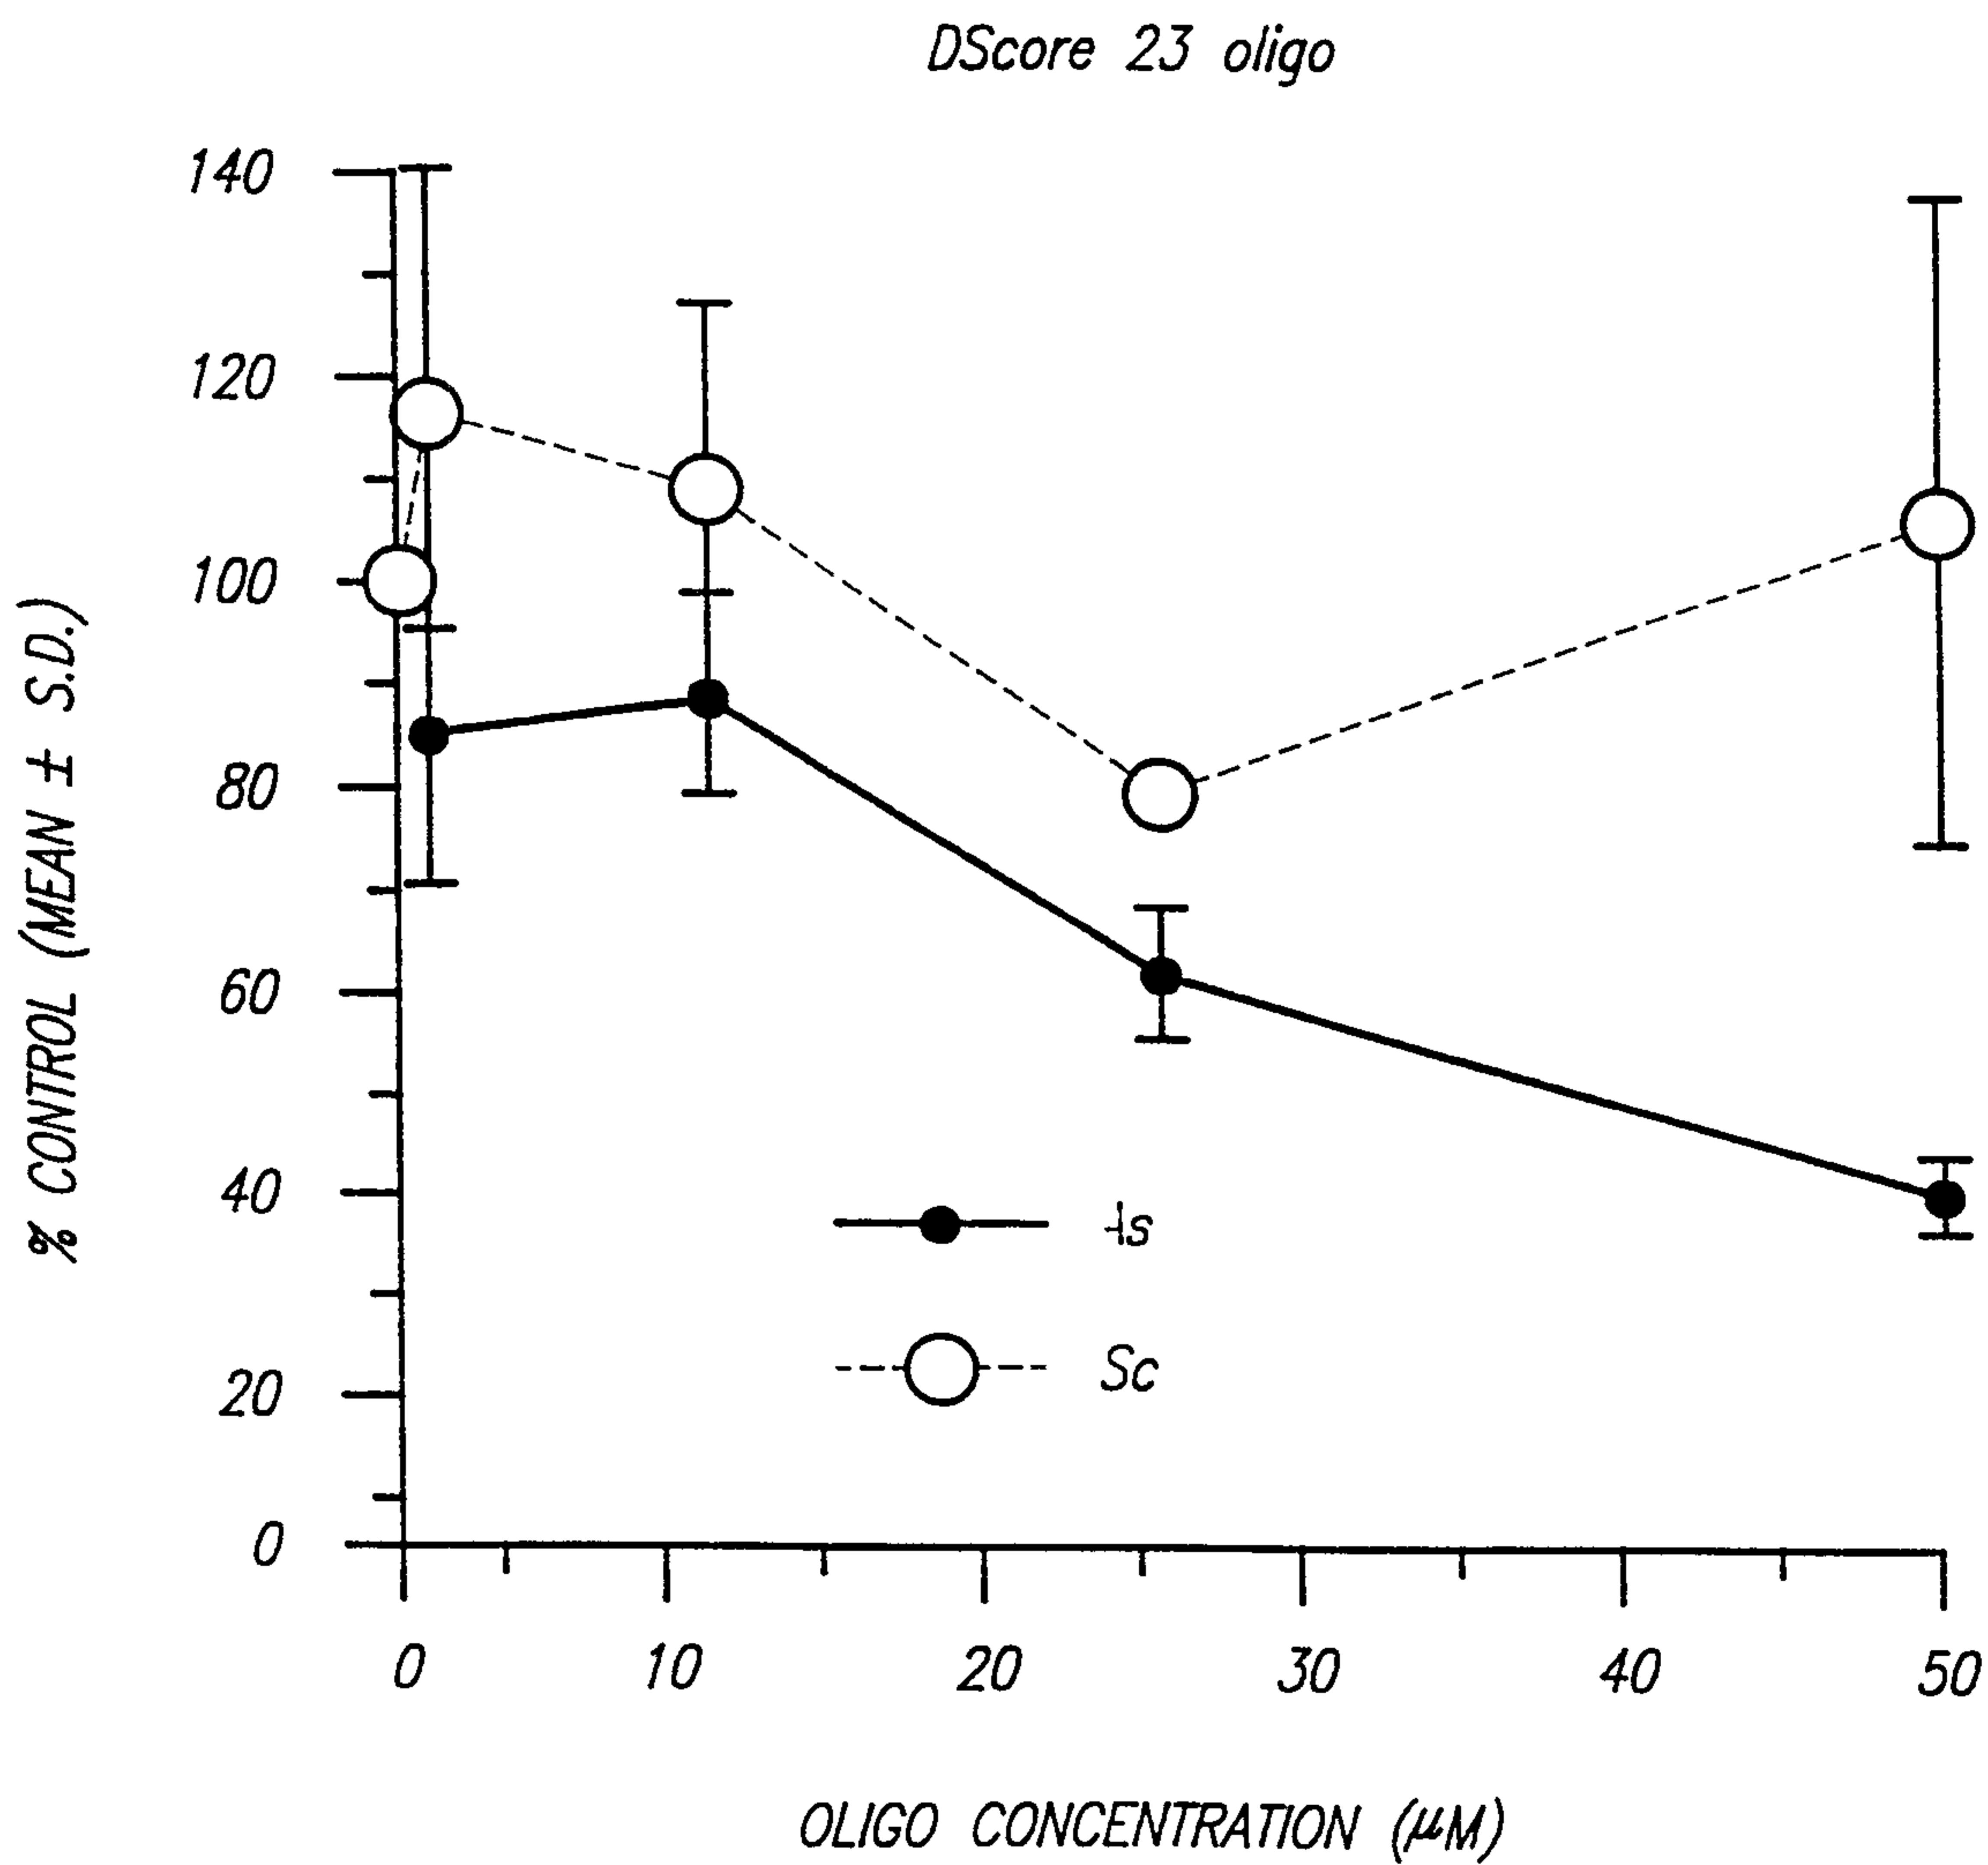 DScore 23 oligo
140
120
100
80
60
40
20
0
% CONTROL (MEAN ± S.D.)
Sc
0 10 20 30 40 50
OLIGO CONCENTRATION (µM)